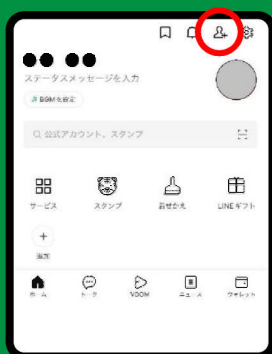 ステータスメッセージを入力
BGMを設定
公式アカウント、スタンプ
サービス
スタンプ
着せかえ
LINEギフト
追加
ホーム
トーク
VOOM
ニュース
ウォレット